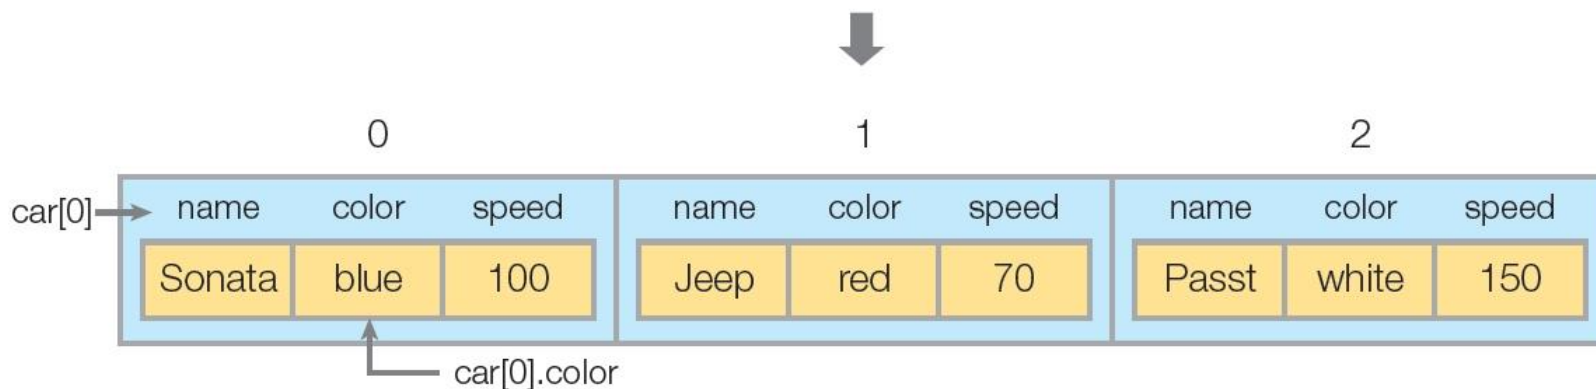 0 1 2
car[0] name color speed name color speed name color speed
Sonata blue 100 Jeep red 70 Passt white 150
car[0].color